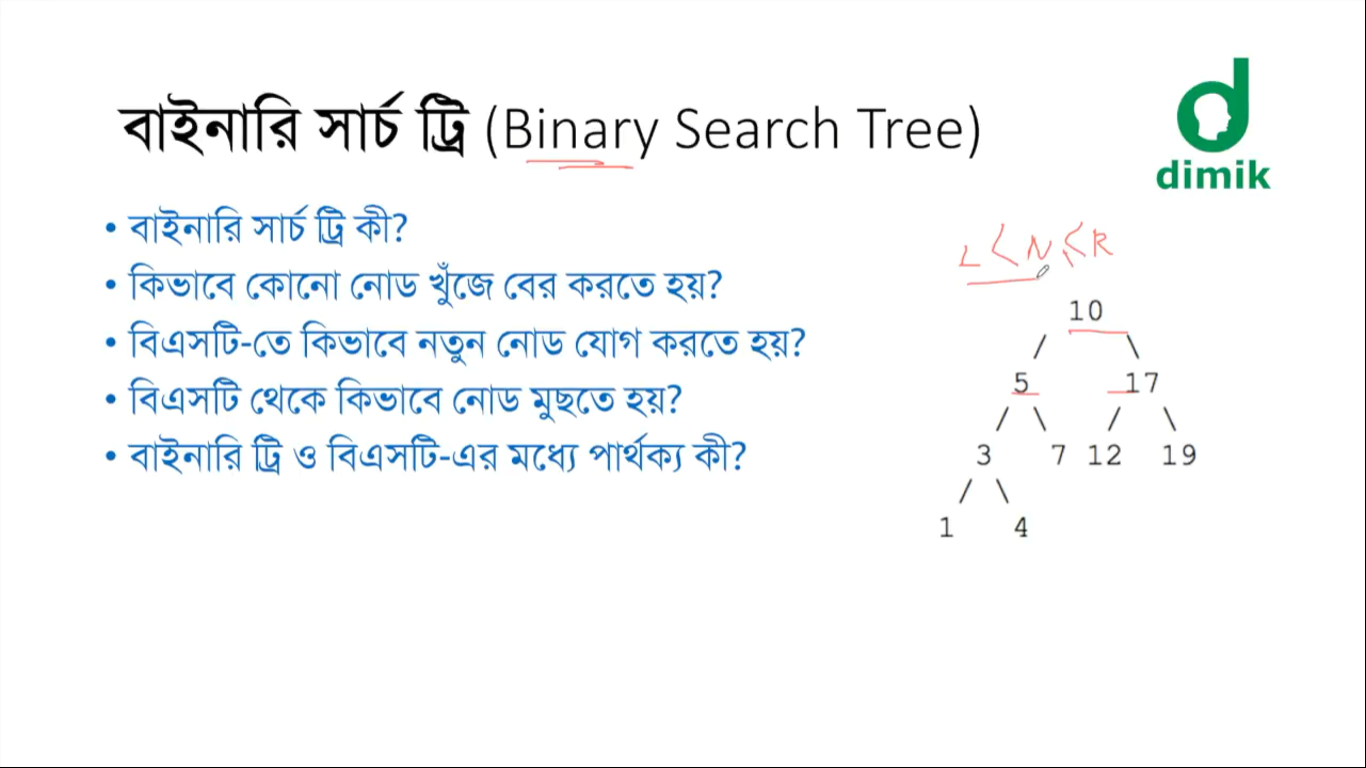 বাইনারি সার্চ ট্রি (Binary Search Tree)
dimik
• বাইনারি সার্চ ট্রি কী?
• কিভাবে কোনো নোড খুঁজে বের করতে হয়?
• বিএসটি-তে কিভাবে নতুন নোড যোগ করতে হয়?
• বিএসটি থেকে কিভাবে নোড মুছতে হয়?
• বাইনারি ট্রি ও বিএসটি-এর মধ্যে পার্থক্য কী?
L < N < R
10
5 17
3 7 12 19
1 4